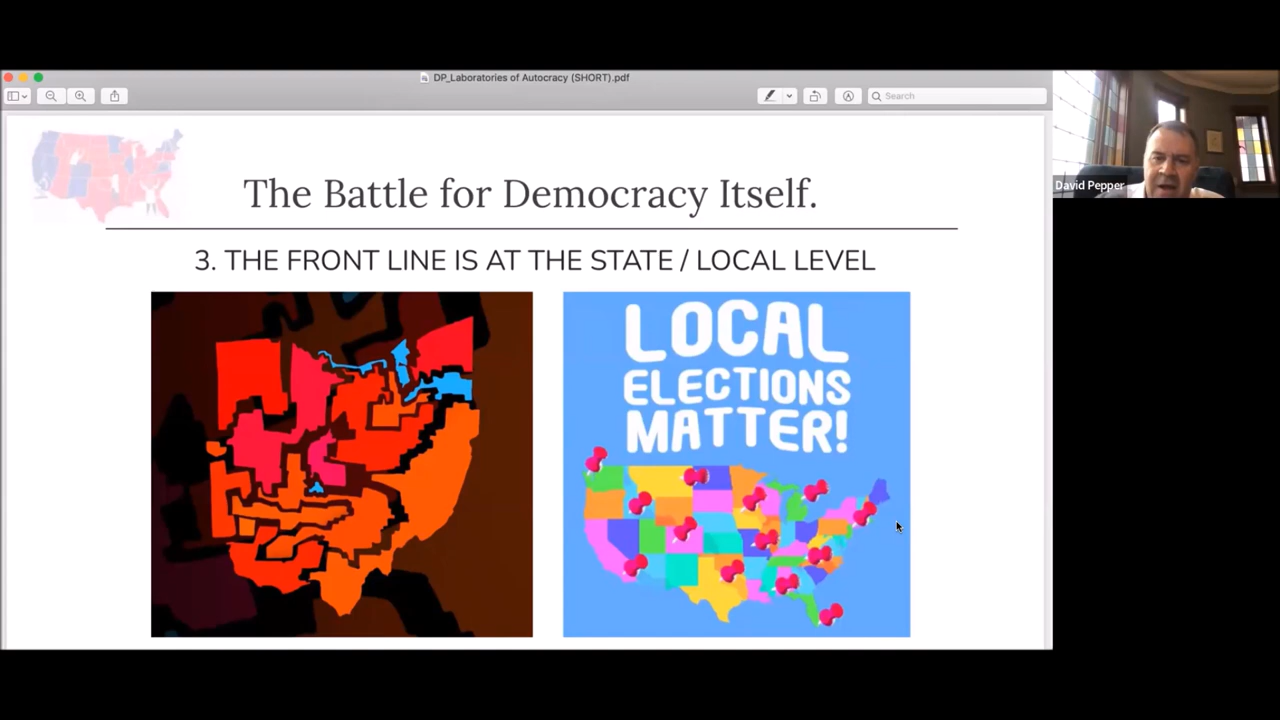 DP_Laboratories of Autocracy (SHORT).pdf
Search
The Battle for Democracy Itself.
3. THE FRONT LINE IS AT THE STATE / LOCAL LEVEL
LOCAL
ELECTIONS
MATTER!
David Pepper